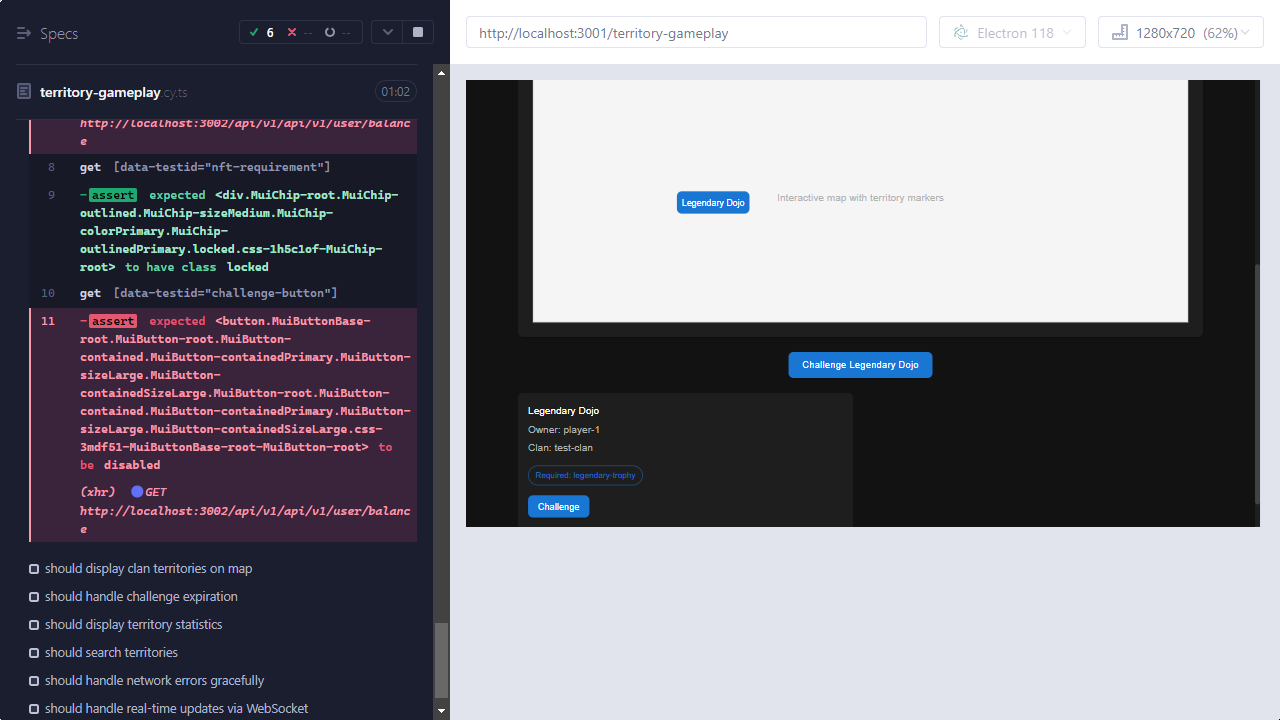 Specs
6
--
--
http://localhost:3001/territory-gameplay
Electron 118
1280x720 (62%)
territory-gameplay.cy.ts
01:02
http://localhost:3002/api/v1/api/v1/user/balanc
e
8 get [data-testid="nft-requirement"]
9 -assert expected <div.MuiChip-root.MuiChip-
outlined.MuiChip-sizeMedium.MuiChip-
colorPrimary.MuiChip-
outlinedPrimary.locked.css-1h5c1of-MuiChip-
root> to have class locked
10 get [data-testid="challenge-button"]
11 -assert expected <button.MuiButtonBase-
root.MuiButton-root.MuiButton-
contained.MuiButton-containedPrimary.MuiButton-
sizeLarge.MuiButton-
containedSizeLarge.MuiButton-root.MuiButton-
contained.MuiButton-containedPrimary.MuiButton-
sizeLarge.MuiButton-containedSizeLarge.css-
3mdf61-MuiButtonBase-root-MuiButton-root> to
be disabled
(xhr) GET
http://localhost:3002/api/v1/api/v1/user/balanc
e
should display clan territories on map
should handle challenge expiration
should display territory statistics
should search territories
should handle network errors gracefully
should handle real-time updates via WebSocket
Legendary Dojo
Interactive map with territory markers
Challenge Legendary Dojo
Legendary Dojo
Owner: player-1
Clan: test-clan
Required: legendary-trophy
Challenge